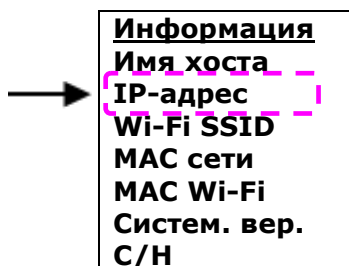 Информация
Имя хоста
IP-адрес
Wi-Fi SSID
MAC сети
MAC Wi-Fi
Систем. вер.
С/Н